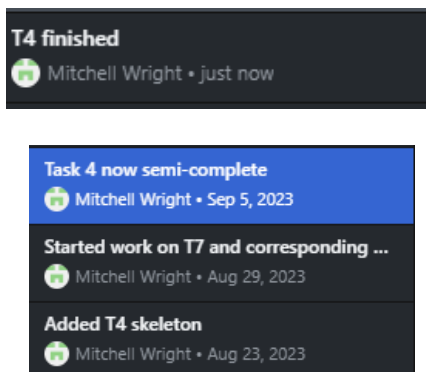 T4 finished
Mitchell Wright • just now
Task 4 now semi-complete
Mitchell Wright • Sep 5, 2023
Started work on T7 and corresponding ...
Mitchell Wright • Aug 29, 2023
Added T4 skeleton
Mitchell Wright • Aug 23, 2023